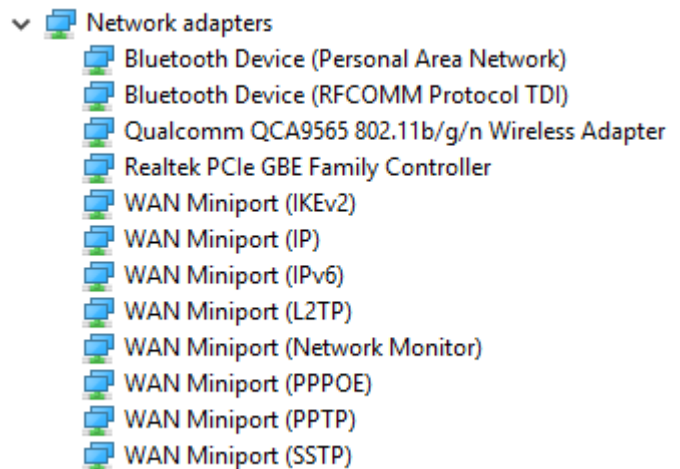 Network adapters
Bluetooth Device (Personal Area Network)
Bluetooth Device (RFCOMM Protocol TDI)
Qualcomm QCA9565 802.11b/g/n Wireless Adapter
Realtek PCIe GBE Family Controller
WAN Miniport (IKEv2)
WAN Miniport (IP)
WAN Miniport (IPv6)
WAN Miniport (L2TP)
WAN Miniport (Network Monitor)
WAN Miniport (PPPOE)
WAN Miniport (PPTP)
WAN Miniport (SSTP)